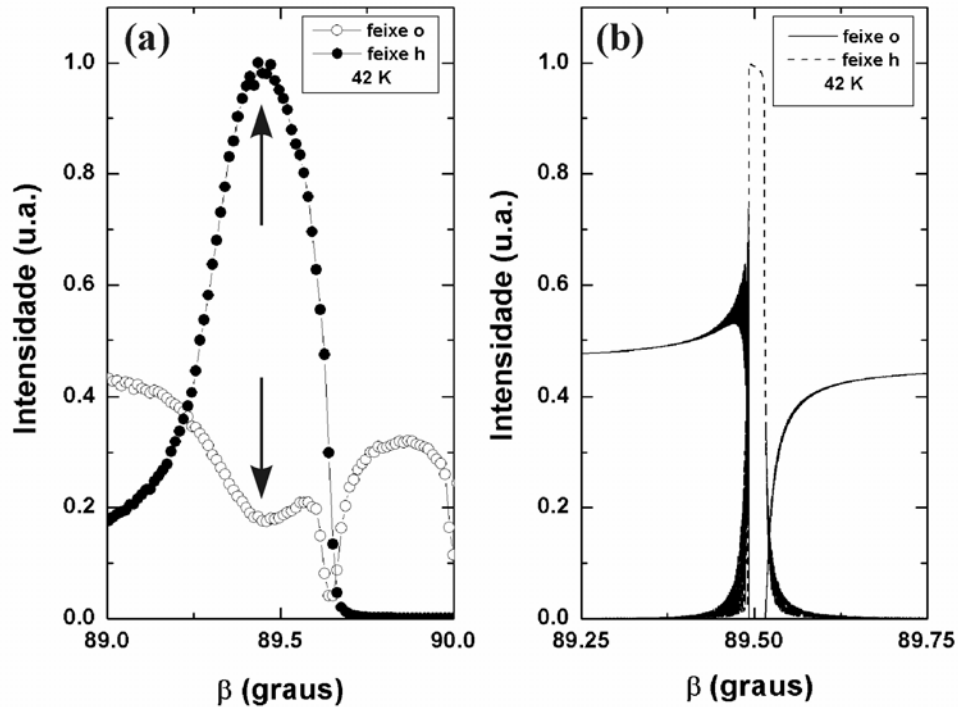 (a)
feixe o
feixe h
42 K
1.0
0.8
0.6
0.4
0.2
0.0
89.0
89.5
90.0
Intensidade (u.a.)
β (graus)
(b)
feixe o
feixe h
42 K
1.0
0.8
0.6
0.4
0.2
0.0
89.25
89.50
89.75
Intensidade (u.a.)
β (graus)